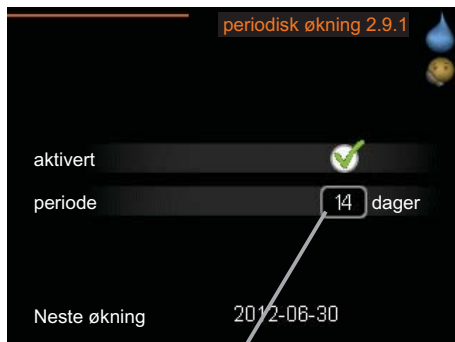 periodisk økning 2.9.1
aktivert
periode 14 dager
Neste økning 2012-06-30